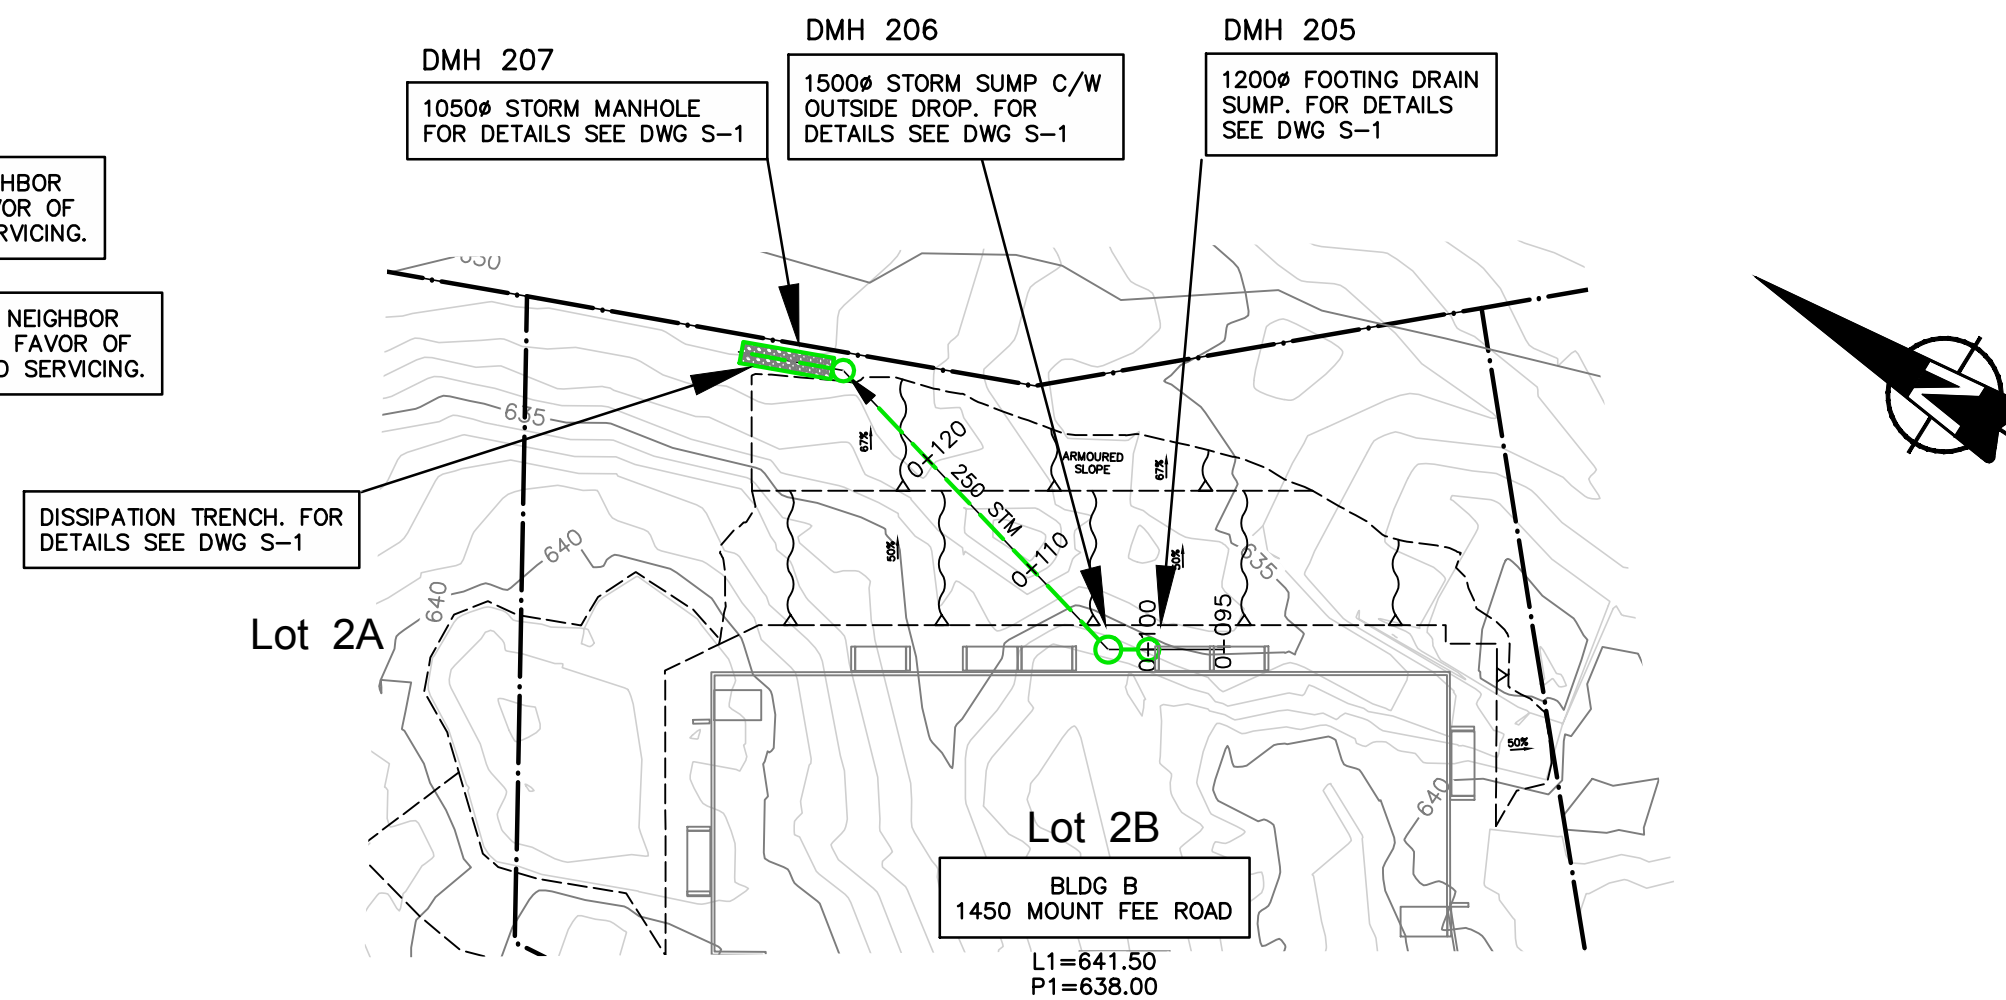 DMH 207
1050ø STORM MANHOLE
FOR DETAILS SEE DWG S-1
DMH 206
1500ø STORM SUMP C/W
OUTSIDE DROP. FOR
DETAILS SEE DWG S-1
DMH 205
1200ø FOOTING DRAIN
SUMP. FOR DETAILS
SEE DWG S-1
HBOR
OR OF
RVICING.
NEIGHBOR
FAVOR OF
SERVICING.
630
635
DISSIPATION TRENCH. FOR
DETAILS SEE DWG S-1
67%
0+120
250 STM
0+110
ARMOURED
SLOPE
67%
50%
50%
635
640
640
0+100
0+095
Lot 2A
50%
640
Lot 2B
BLDG B
1450 MOUNT FEE ROAD
L1=641.50
P1=638.00
N